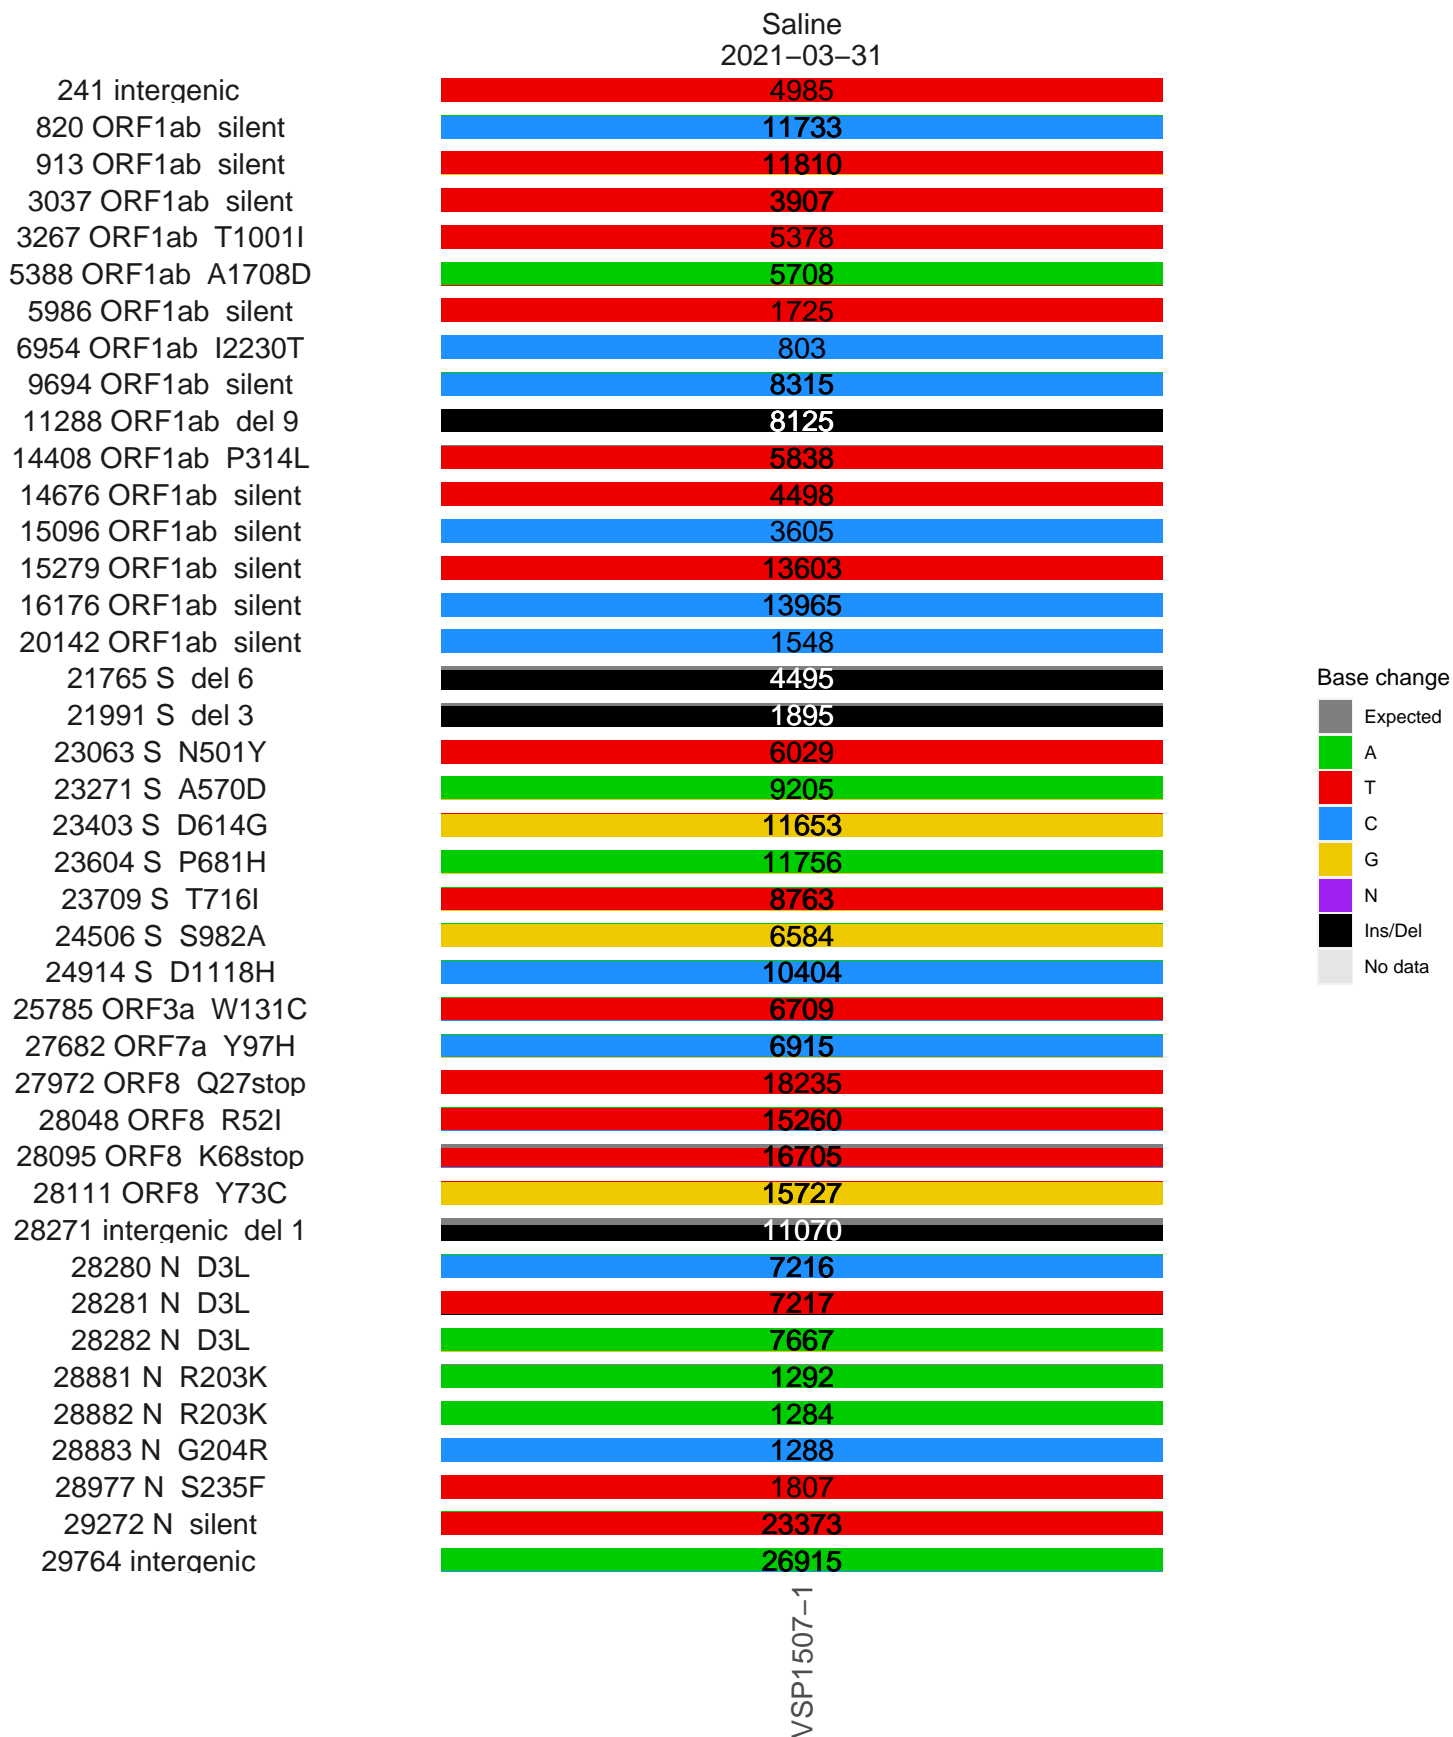 Saline
2021−03−31
241 intergenic 4985
820 ORF1ab silent 11733
913 ORF1ab silent 11810
3037 ORF1ab silent 3907
3267 ORF1ab T1001I 5378
5388 ORF1ab A1708D 5708
5986 ORF1ab silent 1725
6954 ORF1ab I2230T 803
9694 ORF1ab silent 8315
11288 ORF1ab del 9 8125
14408 ORF1ab P314L 5838
14676 ORF1ab silent 4498
15096 ORF1ab silent 3605
15279 ORF1ab silent 13603
16176 ORF1ab silent 13965
20142 ORF1ab silent 1548
21765 S del 6 4495
21991 S del 3 1895
23063 S N501Y 6029
23271 S A570D 9205
23403 S D614G 11653
23604 S P681H 11756
23709 S T716I 8763
24506 S S982A 6584
24914 S D1118H 10404
25785 ORF3a W131C 6709
27682 ORF7a Y97H 6915
27972 ORF8 Q27stop 18235
28048 ORF8 R52I 15260
28095 ORF8 K68stop 16705
28111 ORF8 Y73C 15727
28271 intergenic del 1 11070
28280 N D3L 7216
28281 N D3L 7217
28282 N D3L 7667
28881 N R203K 1292
28882 N R203K 1284
28883 N G204R 1288
28977 N S235F 1807
29272 N silent 23373
29764 intergenic 26915
VSP1507−1
Base change
Expected
A
T
C
G
N
Ins/Del
No data